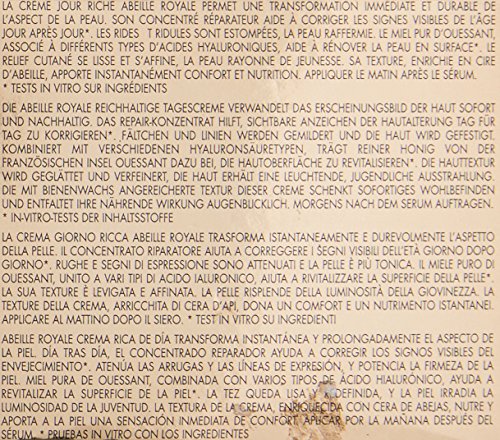 LA CRÈME JOUR RICHE ABEILLE ROYALE PERMET UNE TRANSFORMATION IMMÉDIATE ET DURABLE DE
L'ASPECT DE LA PEAU. SON CONCENTRÉ RÉPARATEUR AIDE À CORRIGER LES SIGNES VISIBLES DE L'ÂGE
JOUR APRÈS JOUR*. LES RIDES T RIDULES SONT ESTOMPÉES, LA PEAU RAFFERMIE. LE MIEL PUR D'OUESSANT,
ASSOCIÉ À DIFFÉRENTS TYPES D'ACIDES HYALURONIQUES, AIDE À RÉNOVER LA PEAU EN SURFACE*. LE
RELIEF CUTANÉ SE LISSE ET S'AFFINE, LA PEAU RAYONNE DE JEUNESSE. SA TEXTURE, ENRICHIE EN CIRE
D'ABEILLE, APPORTE INSTANTANÉMENT CONFORT ET NUTRITION. APPLIQUER LE MATIN APRÈS LE SÉRUM.
* TESTS IN VITRO SUR INGRÉDIENTS
DIE ABEILLE ROYALE REICHHALTIGE TAGESCREME VERWANDELT DAS ERSCHEINUNGSBILD DER HAUT SOFORT
UND NACHHALTIG. DAS REPAIR-KONZENTRAT HILFT, SICHTBARE ANZEICHEN DER HAUTALTERUNG TAG FÜR
TAG ZU KORRIGIEREN*. FÄLTCHEN UND LINIEN WERDEN GEMILDERT UND DIE HAUT WIRD GEFESTIGT.
KOMBINIERT MIT VERSCHIEDENEN HYALURONSÄURETYPEN, TRÄGT REINER HONIG VON DER
FRANZÖSISCHEN INSEL OUESSANT DAZU BEI, DIE HAUTOBERFLÄCHE ZU REVITALISIEREN*. DIE HAUTTEXTUR
WIRD GEGLÄTTET UND VERFEINERT, DIE HAUT ERHÄLT EINE LEUCHTENDE, JUGENDLICHE AUSSTRAHLUNG.
DIE MIT BIENENWACHS ANGEREICHERTE TEXTUR DIESER CREME SCHENKT SOFORTIGES WOHLBEFINDEN
UND ENTFALTET IHRE NÄHRENDE WIRKUNG AUGENBLICKLICH. MORGENS NACH DEM SERUM AUFTRAGEN.
* IN-VITRO-TESTS DER INHALTSSTOFFE
LA CREMA GIORNO RICCA ABEILLE ROYALE TRASFORMA ISTANTANEAMENTE E DUREVOLMENTE L'ASPETTO
DELLA PELLE. IL CONCENTRATO RIPARATORE AIUTA A CORREGGERE I SEGNI VISIBILI DELL'ETÀ GIORNO DOPO
GIORNO*. RUGHE E SEGNI DI ESPRESSIONE SONO ATTENUATI E LA PELLE È PIÙ TONICA. IL MIELE PURO DI
OUESSANT, UNITO A VARI TIPI DI ACIDO IALURONICO, AIUTA A RIVITALIZZARE LA SUPERFICIE DELLA PELLE*.
LA SUA TEXTURE È LEVIGATA E AFFINATA. LA PELLE RISPLENDE DELLA LUMINOSITÀ DELLA GIOVINEZZA. LA
TEXTURE DELLA CREMA, ARRICCHITA DI CERA D'API, DONA UN COMFORT E UN NUTRIMENTO ISTANTANEI.
APPLICARE AL MATTINO DOPO IL SIERO. * TEST IN VITRO SU INGREDIENTI
ABEILLE ROYALE CREMA RICA DE DÍA TRANSFORMA INSTANTÁNEA Y PROLONGADAMENTE EL ASPECTO DE
LA PIEL. DÍA TRAS DÍA, EL CONCENTRADO REPARADOR AYUDA A CORREGIR LOS SIGNOS VISIBLES DEL
ENVEJECIMIENTO*. ATENÚA LAS ARRUGAS Y LAS LÍNEAS DE EXPRESIÓN, Y POTENCIA LA FIRMEZA DE LA
PIEL. MIEL PURA DE OUESSANT, COMBINADA CON VARIOS TIPOS DE ÁCIDO HIALURÓNICO, AYUDA A
REVITALIZAR LA SUPERFICIE DE LA PIEL*. LA TEZ QUEDA DEFINIDA, Y LA PIEL IRRADIA LA
LUMINOSIDAD DE LA JUVENTUD. LA TEXTURA DE LA CREMA, ENRIQUECIDA CON CERA DE ABEJAS, NUTRE Y
APORTA A LA PIEL UNA SENSACIÓN INMEDIATA DE CONFORT. APLICAR POR LA MAÑANA DESPUÉS DEL
SÉRUM. * PRUEBAS IN VITRO CON LOS INGREDIENTES